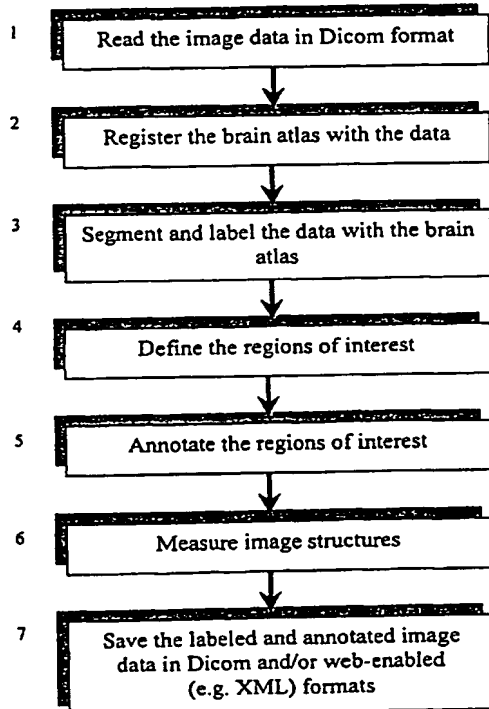 1
Read the image data in Dicom format
2
Register the brain atlas with the data
3
Segment and label the data with the brain
atlas
4
Define the regions of interest
5
Annotate the regions of interest
6
Measure image structures
7
Save the labeled and annotated image
data in Dicom and/or web-enabled
(e.g. XML) formats